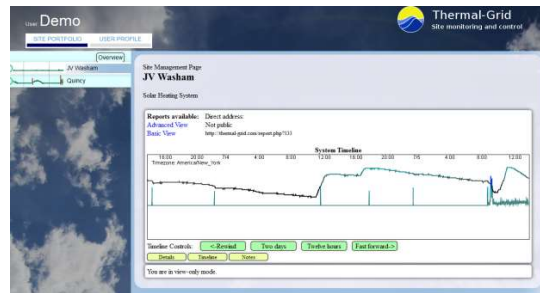 User: Demo
Thermal-Grid
Site monitoring and control
SITE PORTFOLIO USER PROFILE
[Overview]
JV Washam
Quincy
Site Management Page
JV Washam
Solar Heating System
Reports available: Direct address
Advanced View Not public
Basic View http://thermal-grid.com/report.php?133
System Timeline
18:00 20:00 7/4 4:00 8:00 12:00 16:00 20:00 7/5 4:00 8:00 12:00
Timezone: America/New_York
Timeline Controls: <-Rewind Two days Twelve hours Fast forward->
Details Timeline Notes
You are in view-only mode.